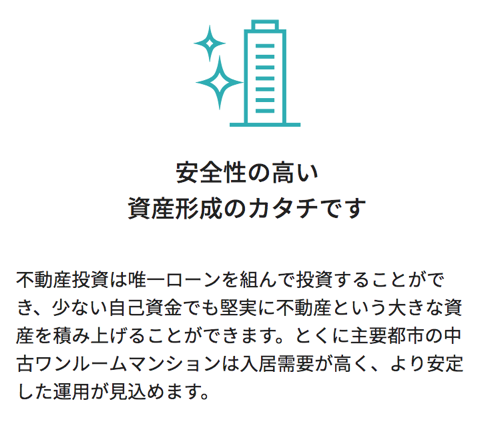 安全性の高い
資産形成のカタチです
不動産投資は唯一ローンを組んで投資することがで
き、少ない自己資金でも堅実に不動産という大きな資
産を積み上げることができます。とくに主要都市の中
古ワンルームマンションは入居需要が高く、より安定
した運用が見込めます。